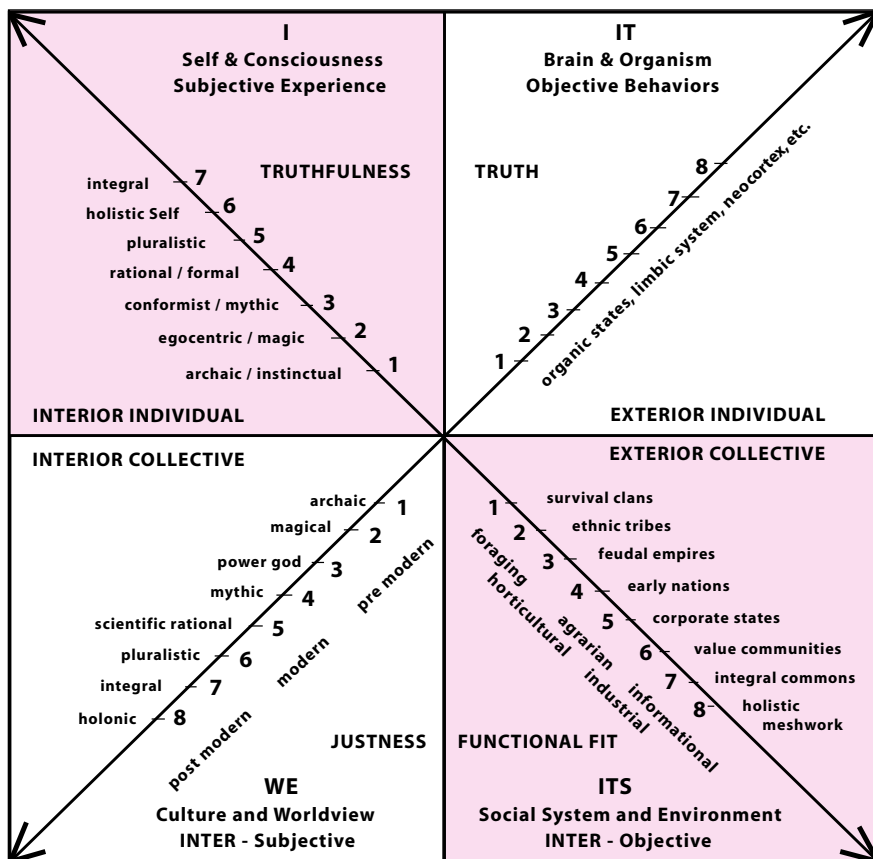 I
Self & Consciousness
Subjective Experience
TRUTHFULNESS
integral
7
holistic Self
6
pluralistic
5
rational / formal
4
conformist / mythic
3
egocentric / magic
2
archaic / instinctual
1
INTERIOR INDIVIDUAL
IT
Brain & Organism
Objective Behaviors
TRUTH
8
7
6
5
4
3
2
1
organic states, limbic system, neocortex, etc.
EXTERIOR INDIVIDUAL
INTERIOR COLLECTIVE
archaic
1
magical
2
power god
3
mythic
4
scientific rational
5
pluralistic
6
integral
7
holonic
8
pre modern
modern
post modern
JUSTNESS
WE
Culture and Worldview
INTER - Subjective
EXTERIOR COLLECTIVE
1
survival clans
2
ethnic tribes
3
feudal empires
4
early nations
5
corporate states
6
value communities
7
integral commons
8
holistic
meshwork
foraging
horticultural
agrarian
industrial
informational
FUNCTIONAL FIT
ITS
Social System and Environment
INTER - Objective